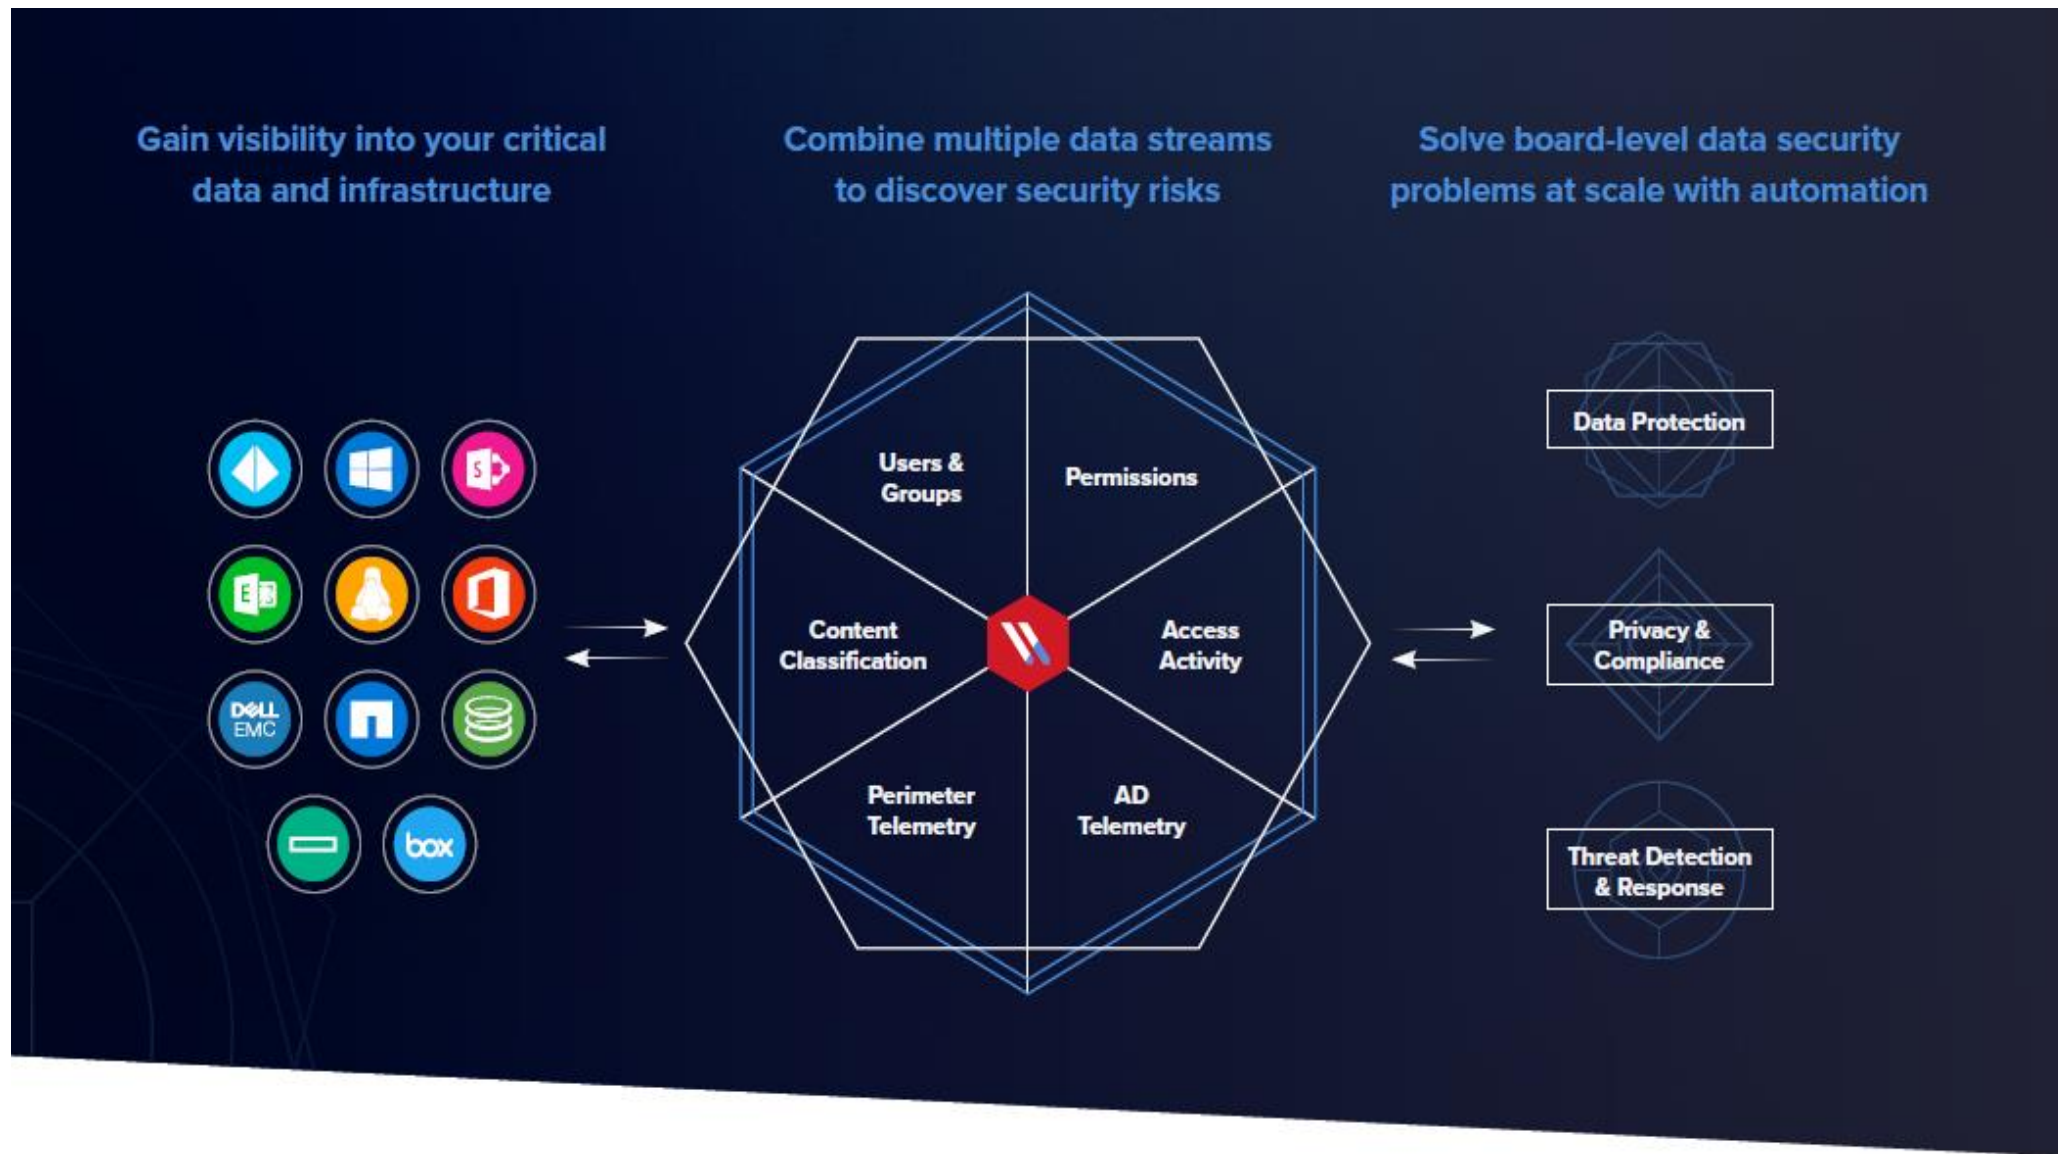 Gain visibility into your critical
data and infrastructure
Combine multiple data streams
to discover security risks
Solve board-level data security
problems at scale with automation
S
E
DELL
EMC
box
Users &
Groups
Permissions
Content
Classification
Access
Activity
Perimeter
Telemetry
AD
Telemetry
Data Protection
Privacy &
Compliance
Threat Detection
& Response